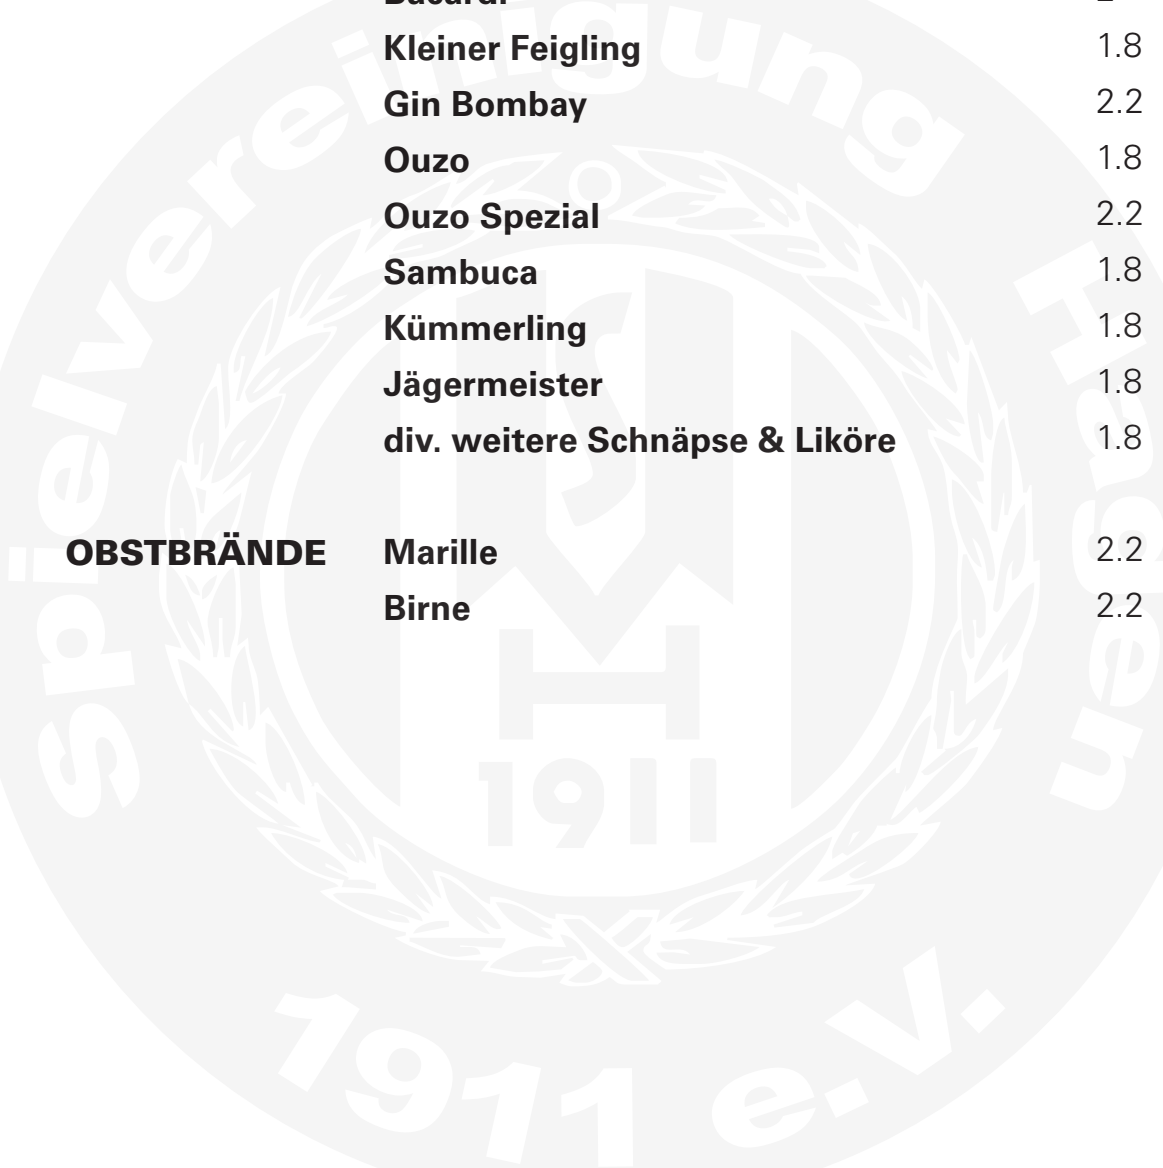 Kleiner Feigling 1.8
Gin Bombay 2.2
Ouzo 1.8
Ouzo Spezial 2.2
Sambuca 1.8
Kümmerling 1.8
Jägermeister 1.8
div. weitere Schnäpse & Liköre 1.8
OBSTBRÄNDE Marille 2.2
Birne 2.2
Spielvereinigung Hagen
S
H
1911
1911 e.V.